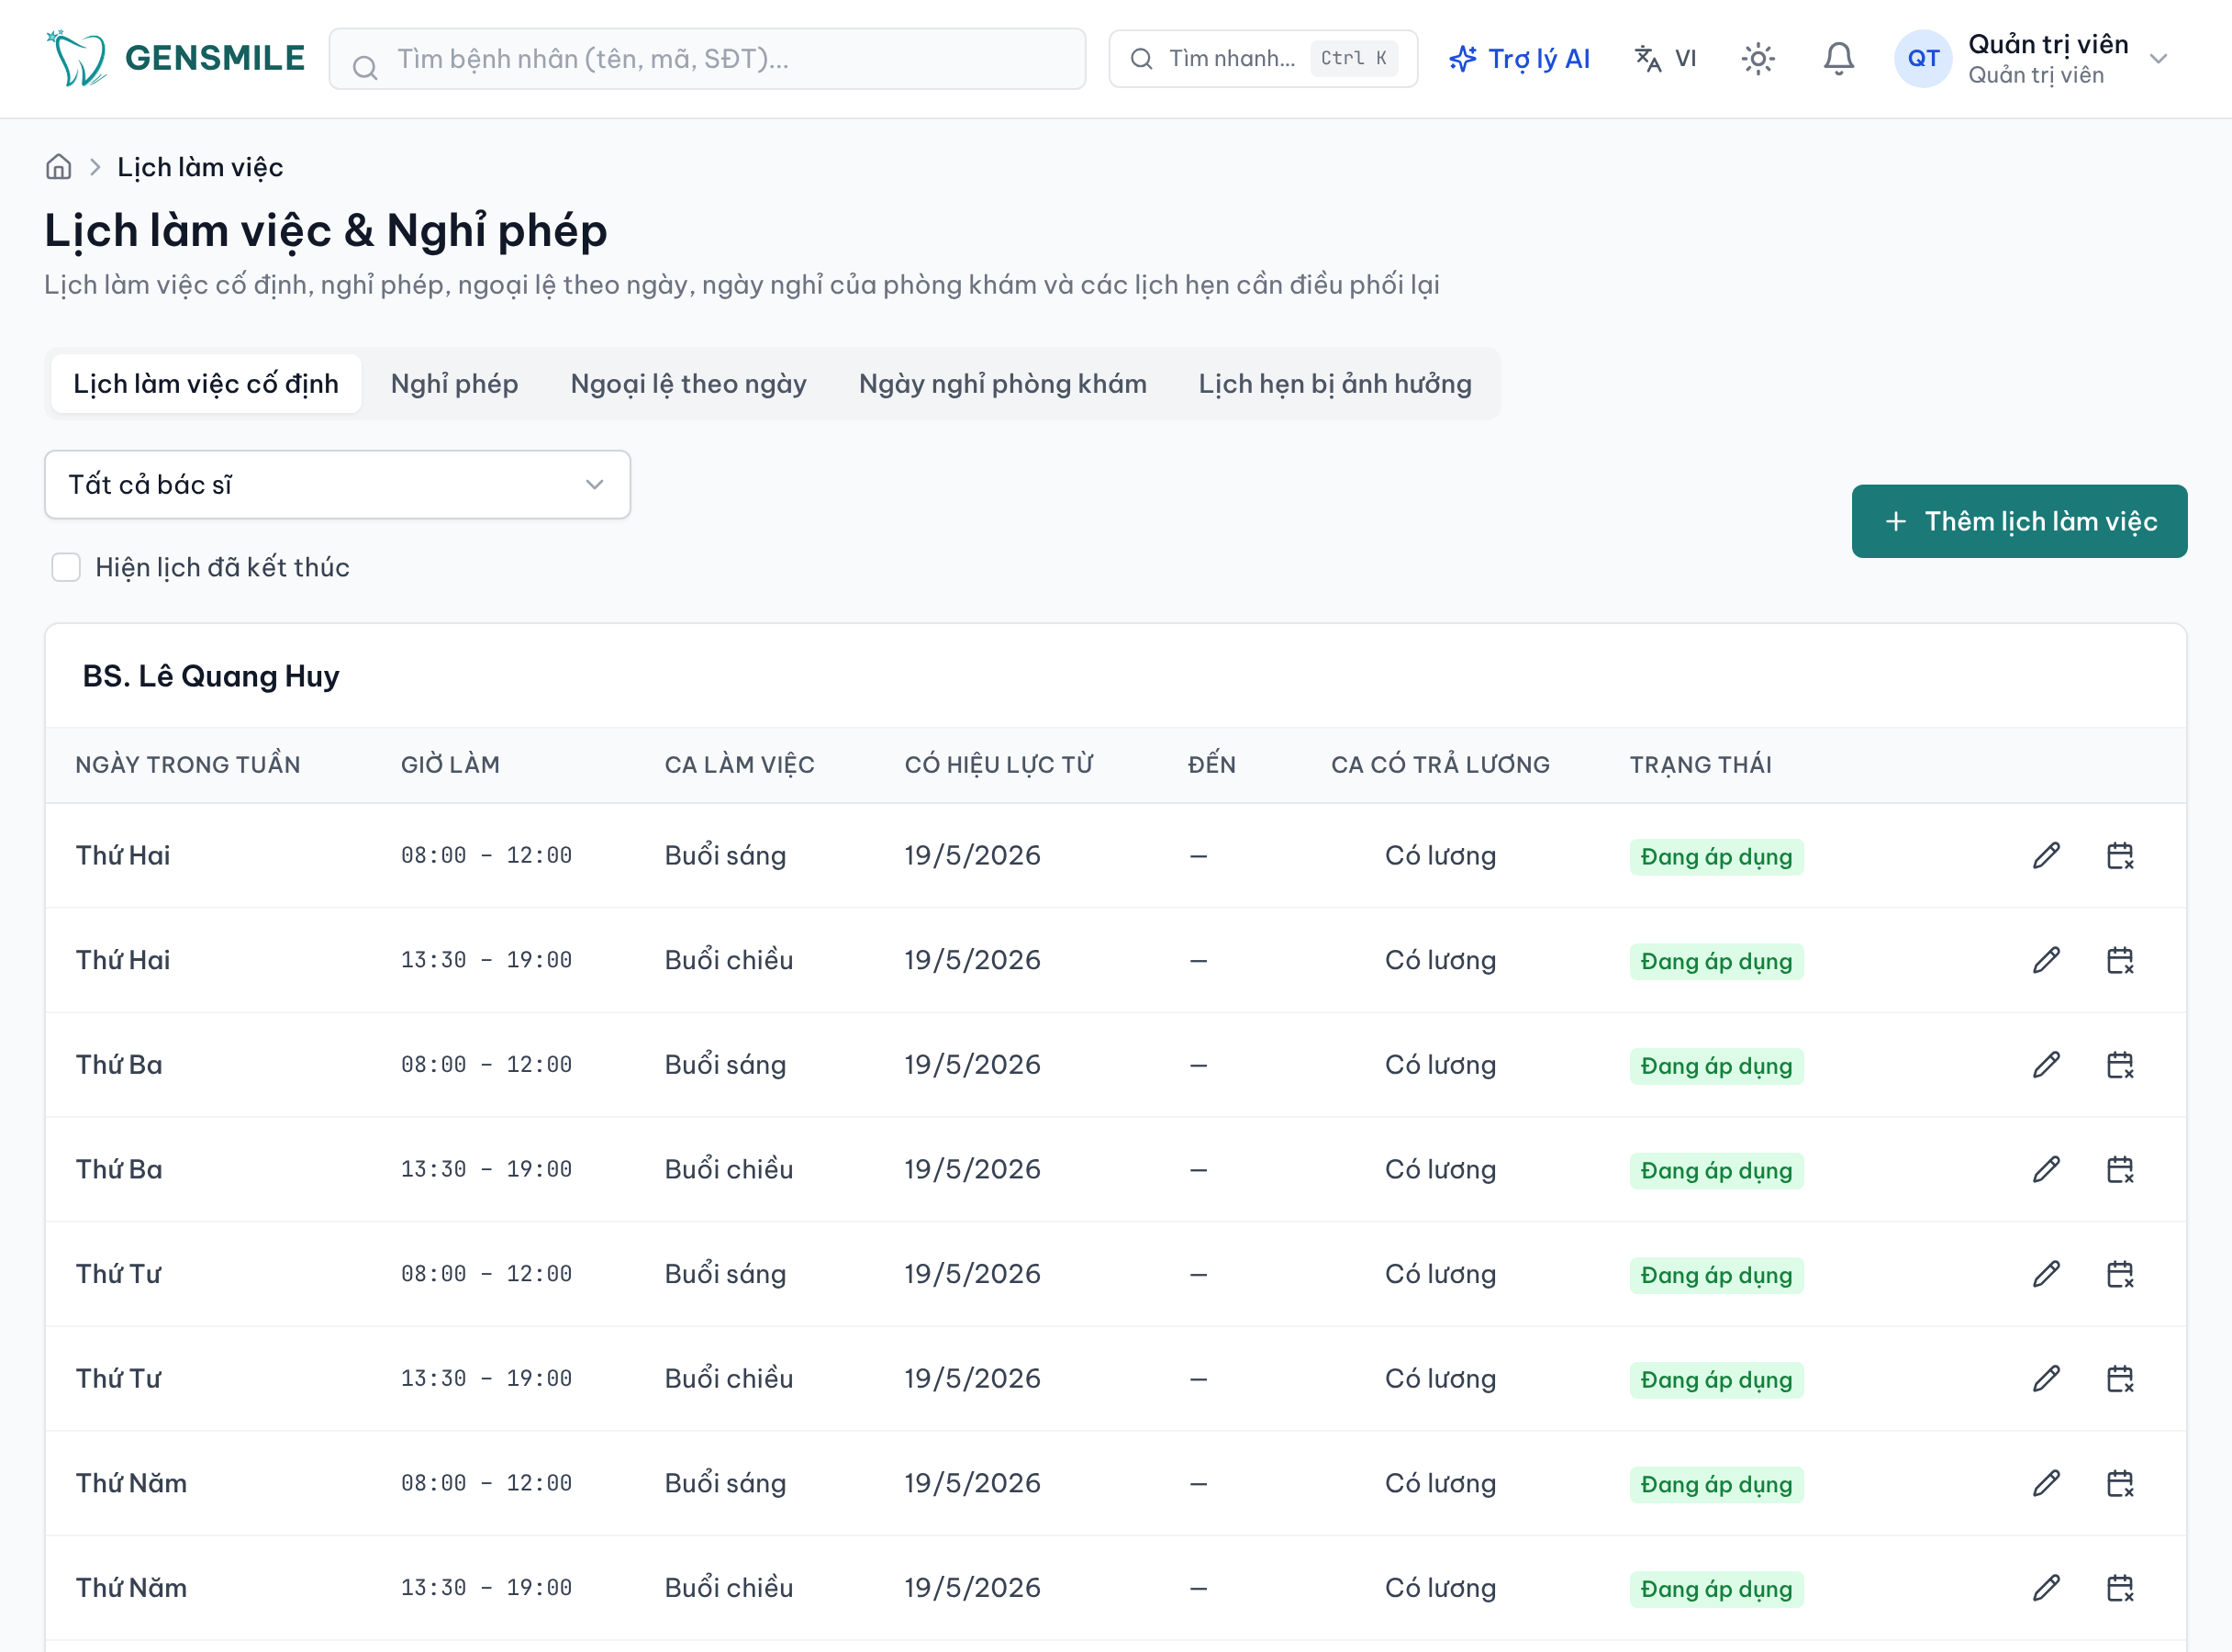 GENSMILE
Tìm bệnh nhân (tên, mã, SĐT)...
Tìm nhanh... Ctrl K
Trợ lý AI
VI
QT
Quản trị viên
Quản trị viên
Lịch làm việc
Lịch làm việc & Nghỉ phép
Lịch làm việc cố định, nghỉ phép, ngoại lệ theo ngày, ngày nghỉ của phòng khám và các lịch hẹn cần điều phối lại
Lịch làm việc cố định Nghỉ phép Ngoại lệ theo ngày Ngày nghỉ phòng khám Lịch hẹn bị ảnh hưởng
Tất cả bác sĩ
Thêm lịch làm việc
Hiện lịch đã kết thúc
BS. Lê Quang Huy
NGÀY TRONG TUẦN GIỜ LÀM CA LÀM VIỆC CÓ HIỆU LỰC TỪ ĐẾN CA CÓ TRẢ LƯƠNG TRẠNG THÁI
Thứ Hai 08:00 – 12:00 Buổi sáng 19/5/2026 — Có lương Đang áp dụng
Thứ Hai 13:30 – 19:00 Buổi chiều 19/5/2026 — Có lương Đang áp dụng
Thứ Ba 08:00 – 12:00 Buổi sáng 19/5/2026 — Có lương Đang áp dụng
Thứ Ba 13:30 – 19:00 Buổi chiều 19/5/2026 — Có lương Đang áp dụng
Thứ Tư 08:00 – 12:00 Buổi sáng 19/5/2026 — Có lương Đang áp dụng
Thứ Tư 13:30 – 19:00 Buổi chiều 19/5/2026 — Có lương Đang áp dụng
Thứ Năm 08:00 – 12:00 Buổi sáng 19/5/2026 — Có lương Đang áp dụng
Thứ Năm 13:30 – 19:00 Buổi chiều 19/5/2026 — Có lương Đang áp dụng